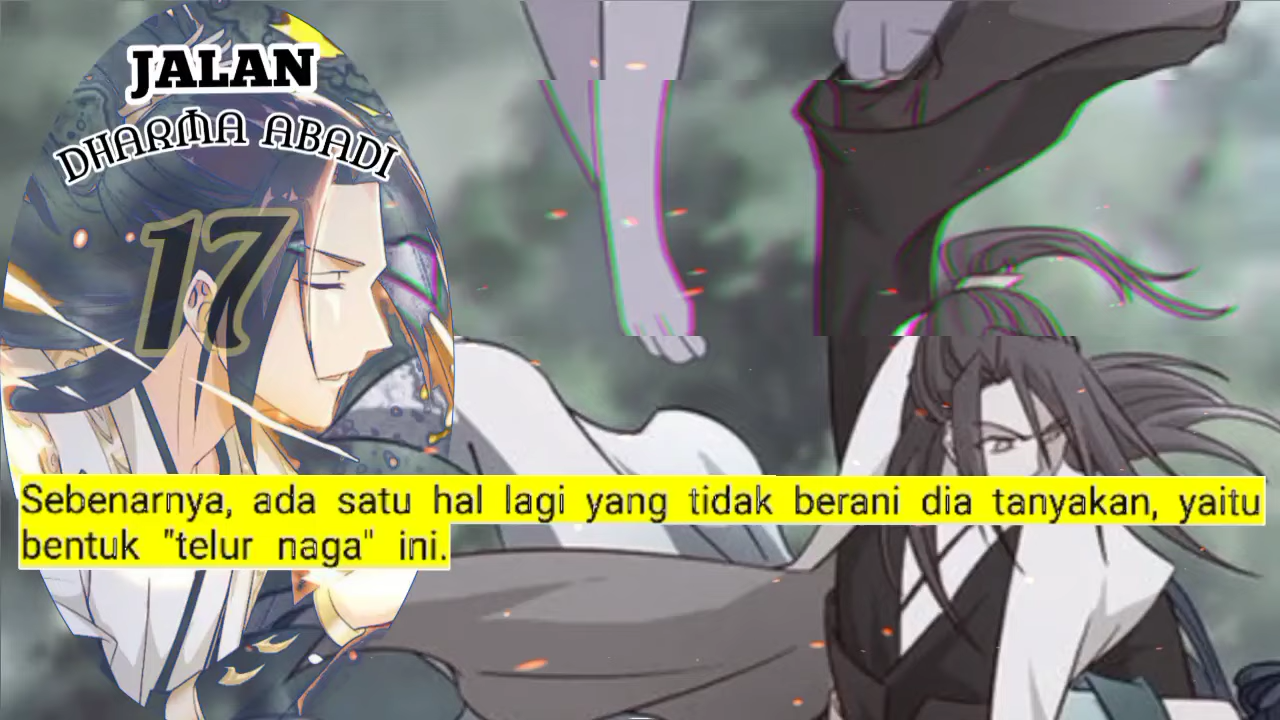 JALAN
DHARMA ABADI
17
Sebenarnya, ada satu hal lagi yang tidak berani dia tanyakan, yaitu
bentuk "telur naga" ini.